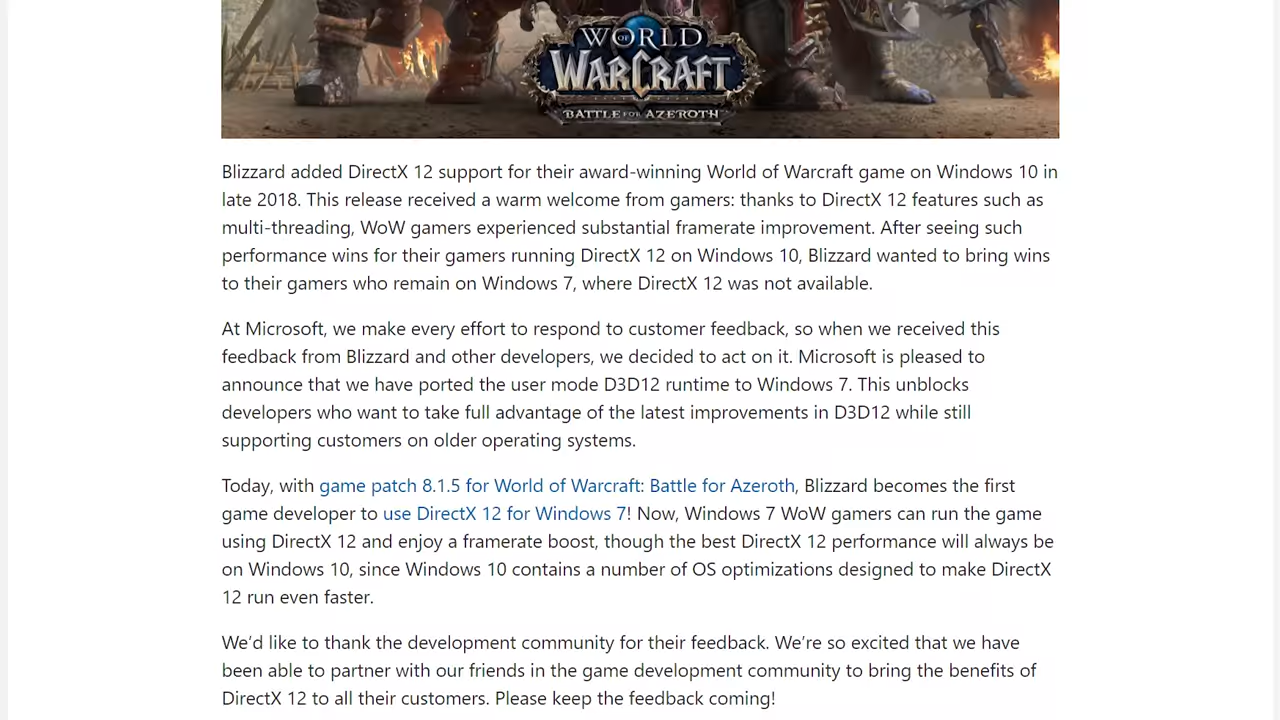 WORLD
OF
WARCRAFT
BATTLE FOR AZEROTH
Blizzard added DirectX 12 support for their award-winning World of Warcraft game on Windows 10 in
late 2018. This release received a warm welcome from gamers: thanks to DirectX 12 features such as
multi-threading, WoW gamers experienced substantial framerate improvement. After seeing such
performance wins for their gamers running DirectX 12 on Windows 10, Blizzard wanted to bring wins
to their gamers who remain on Windows 7, where DirectX 12 was not available.
At Microsoft, we make every effort to respond to customer feedback, so when we received this
feedback from Blizzard and other developers, we decided to act on it. Microsoft is pleased to
announce that we have ported the user mode D3D12 runtime to Windows 7. This unblocks
developers who want to take full advantage of the latest improvements in D3D12 while still
supporting customers on older operating systems.
Today, with game patch 8.1.5 for World of Warcraft: Battle for Azeroth, Blizzard becomes the first
game developer to use DirectX 12 for Windows 7! Now, Windows 7 WoW gamers can run the game
using DirectX 12 and enjoy a framerate boost, though the best DirectX 12 performance will always be
on Windows 10, since Windows 10 contains a number of OS optimizations designed to make DirectX
12 run even faster.
We’d like to thank the development community for their feedback. We’re so excited that we have
been able to partner with our friends in the game development community to bring the benefits of
DirectX 12 to all their customers. Please keep the feedback coming!